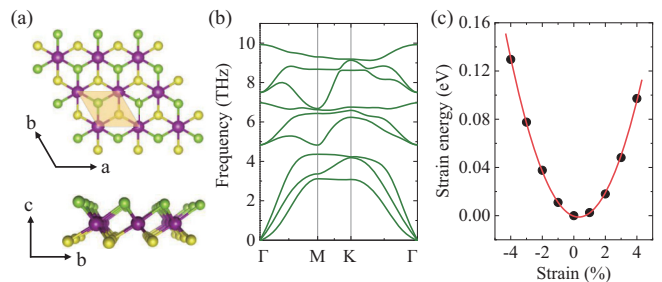 (a)
b
a
c
b
(b)
Frequency (THz)
10
8
6
4
2
0
Γ
M
K
Γ
(c)
Strain energy (eV)
0.16
0.12
0.08
0.04
0.00
-4
-2
0
2
4
Strain (%)